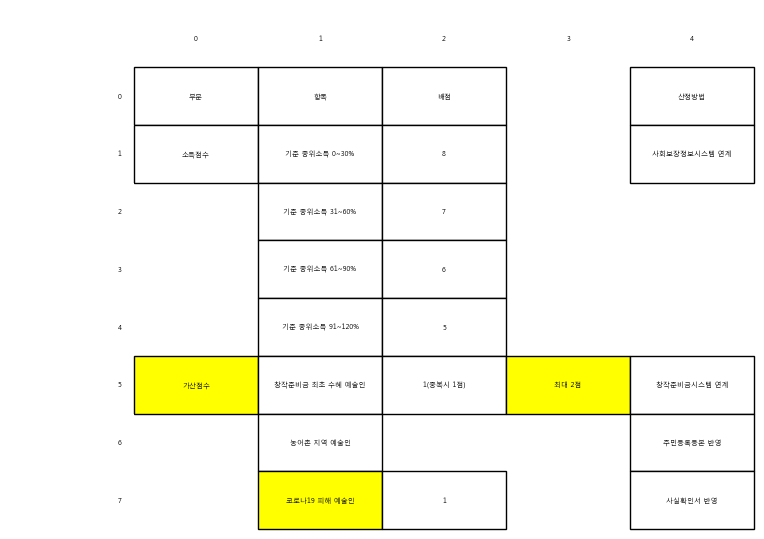 0 1 2 3 4
0 부문 항목 배점 산정방법
1 소득점수 기준 중위소득 0~30% 8 사회보장정보시스템 연계
2 기준 중위소득 31~60% 7
3 기준 중위소득 61~90% 6
4 기준 중위소득 91~120% 5
5 가산점수 창작준비금 최초 수혜 예술인 1(중복시 1점) 최대 2점 창작준비금시스템 연계
6 농어촌 지역 예술인 주민등록등본 반영
7 코로나19 피해 예술인 1 사실확인서 반영